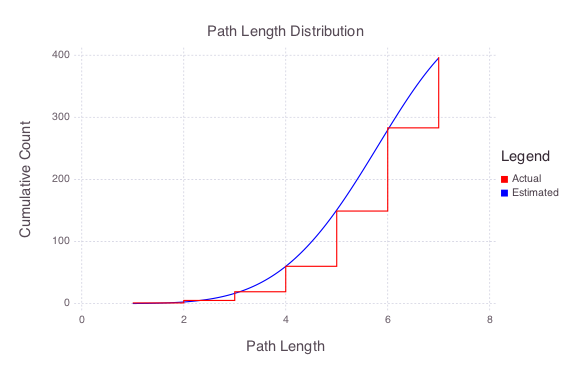 Path Length Distribution
400
300
200
100
0
Cumulative Count
0 2 4 6 8
Path Length
Legend
Actual
Estimated